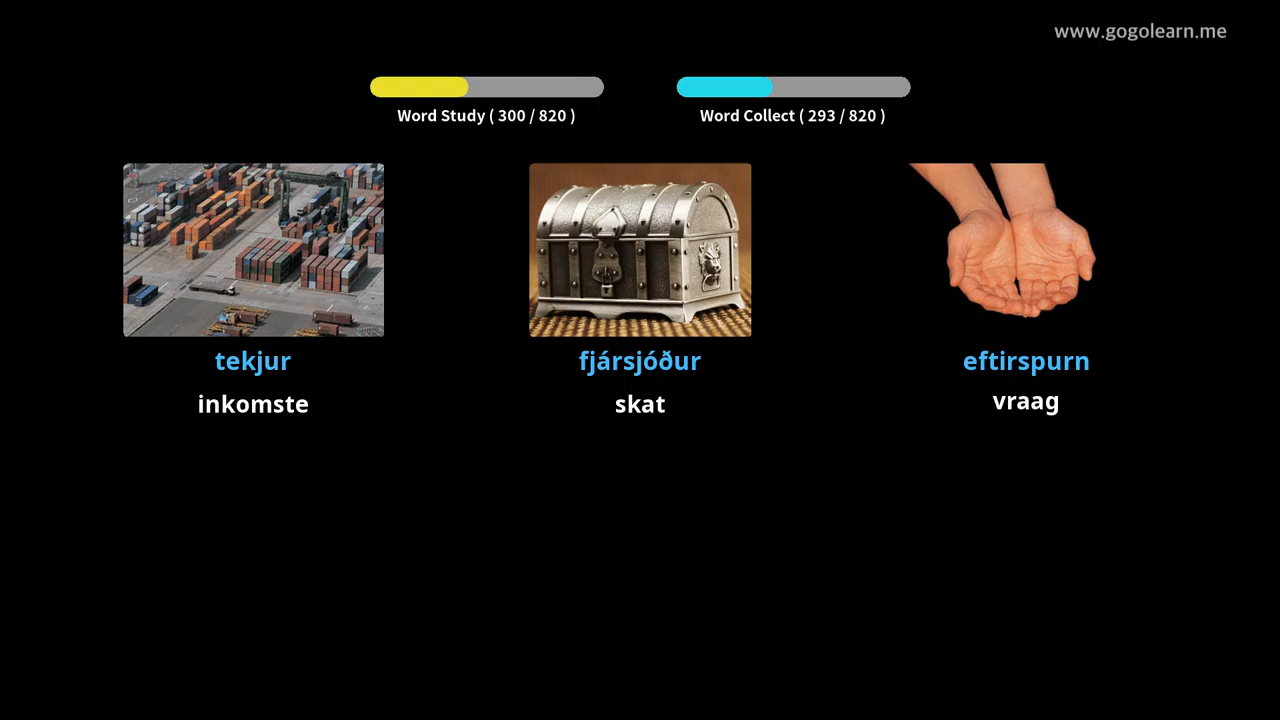 www.gogolearn.me
Word Study ( 300 / 820 )
Word Collect ( 293 / 820 )
tekjur
inkomste
fjársjóður
skat
eftirspurn
vraag